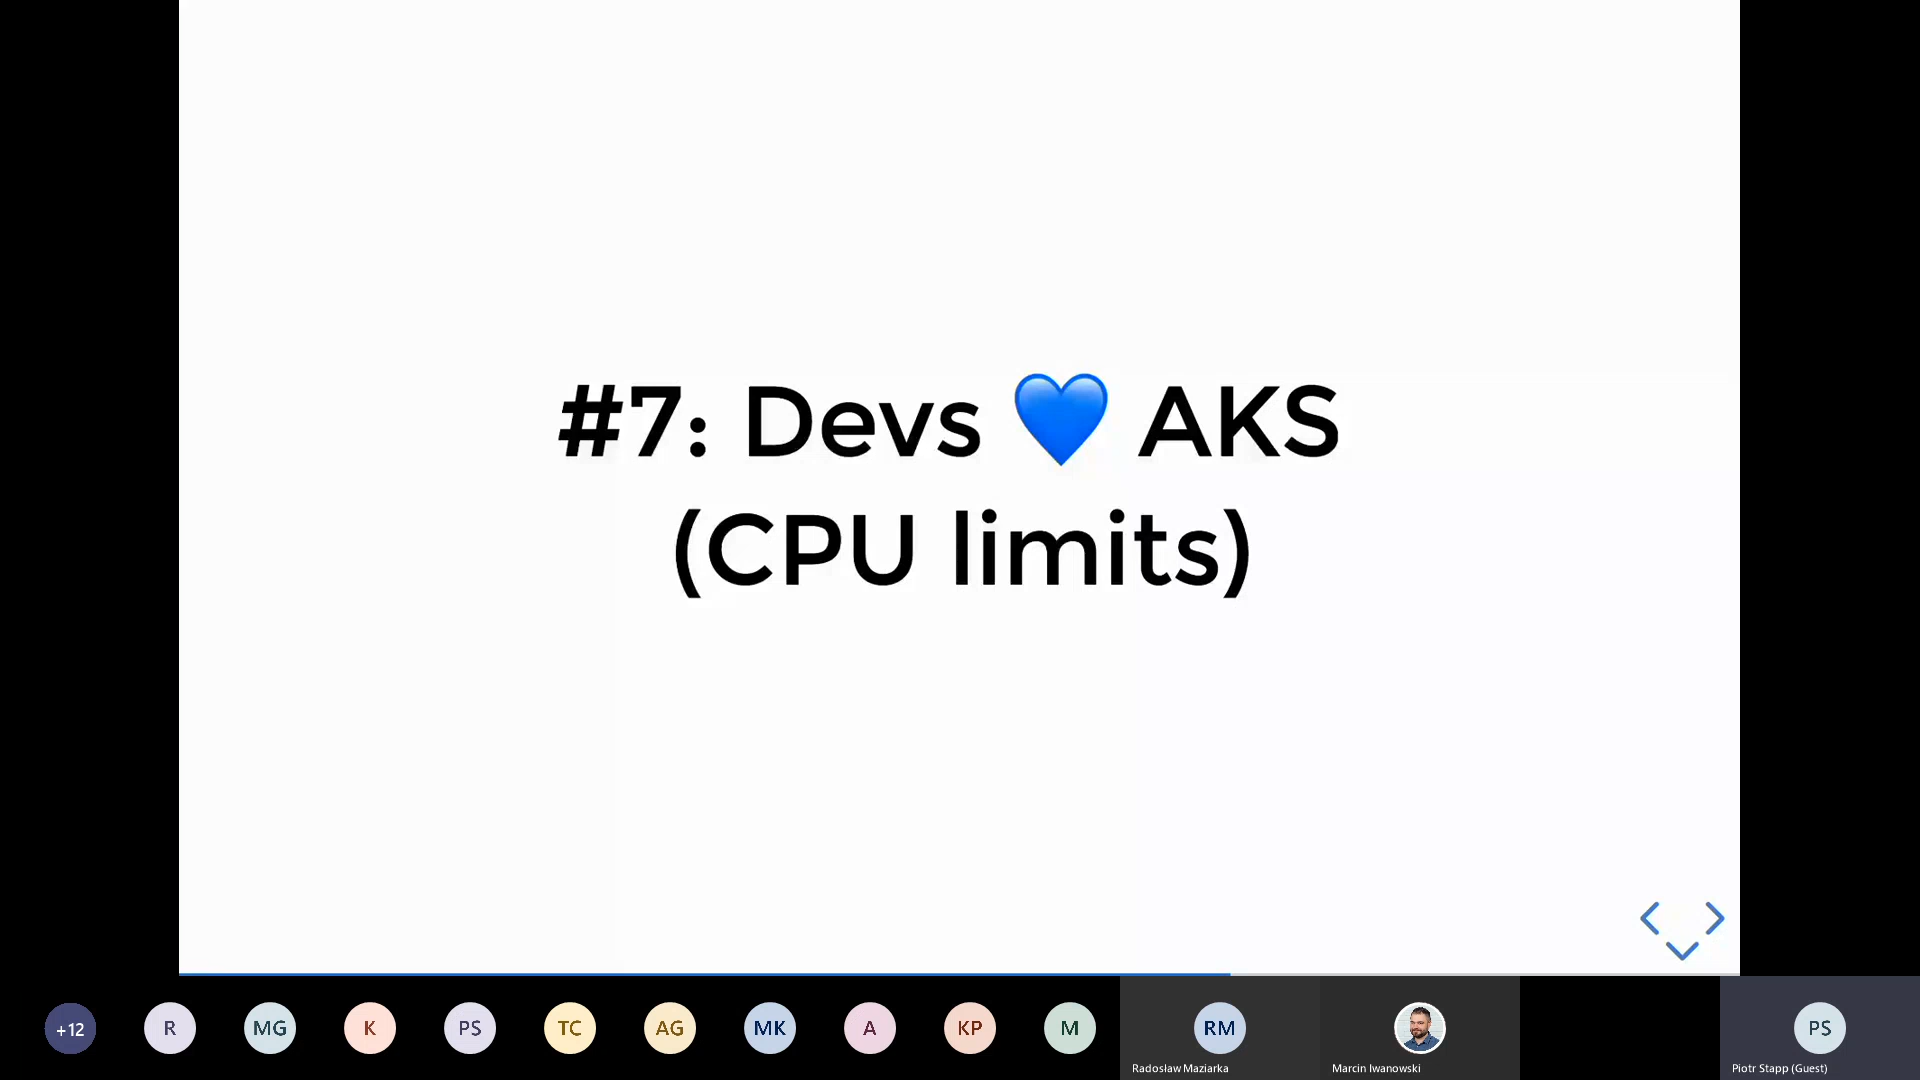 #7: Devs 💙 AKS
(CPU limits)
+12
R
MG
K
PS
TC
AG
MK
A
KP
M
RM
PS
Radosław Maziarka
Marcin Iwanowski
Piotr Stapp (Guest)